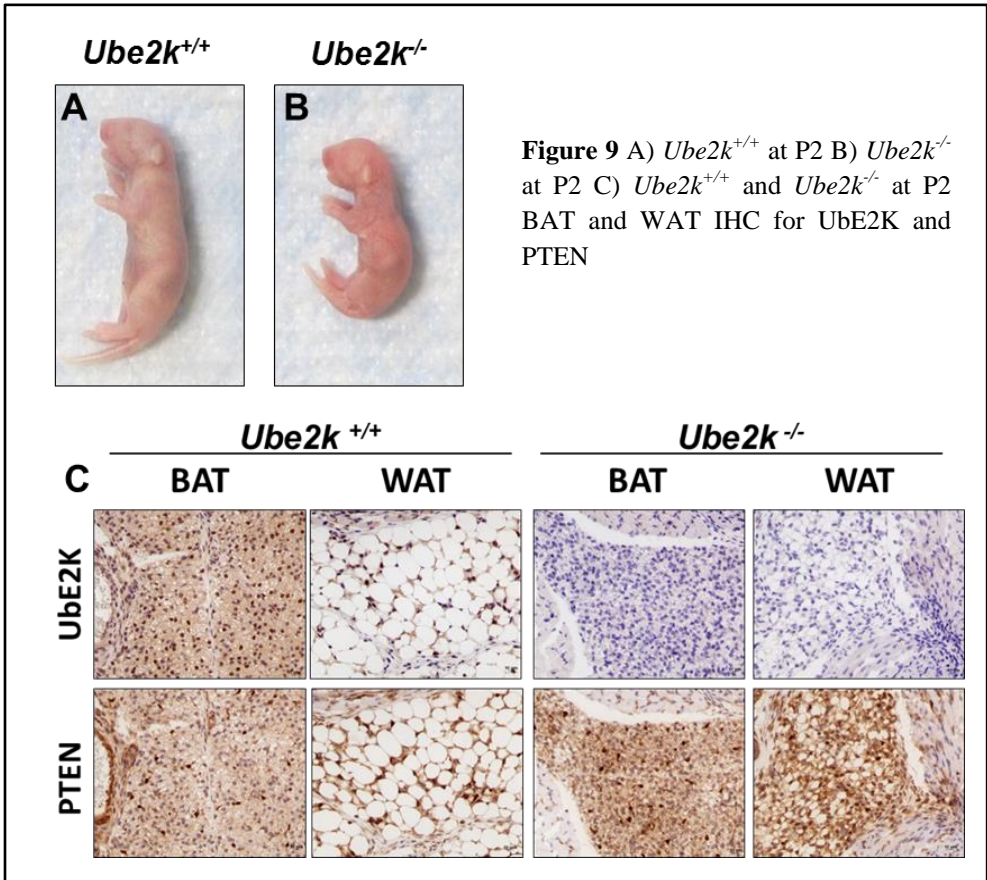 Ube2k+/+ Ube2k-/-
A B
Figure 9 A) Ube2k+/+ at P2 B) Ube2k-/-
at P2 C) Ube2k+/+ and Ube2k-/- at P2
BAT and WAT IHC for UbE2K and
PTEN
Ube2k +/+ Ube2k -/-
C BAT WAT BAT WAT
UbE2K
PTEN